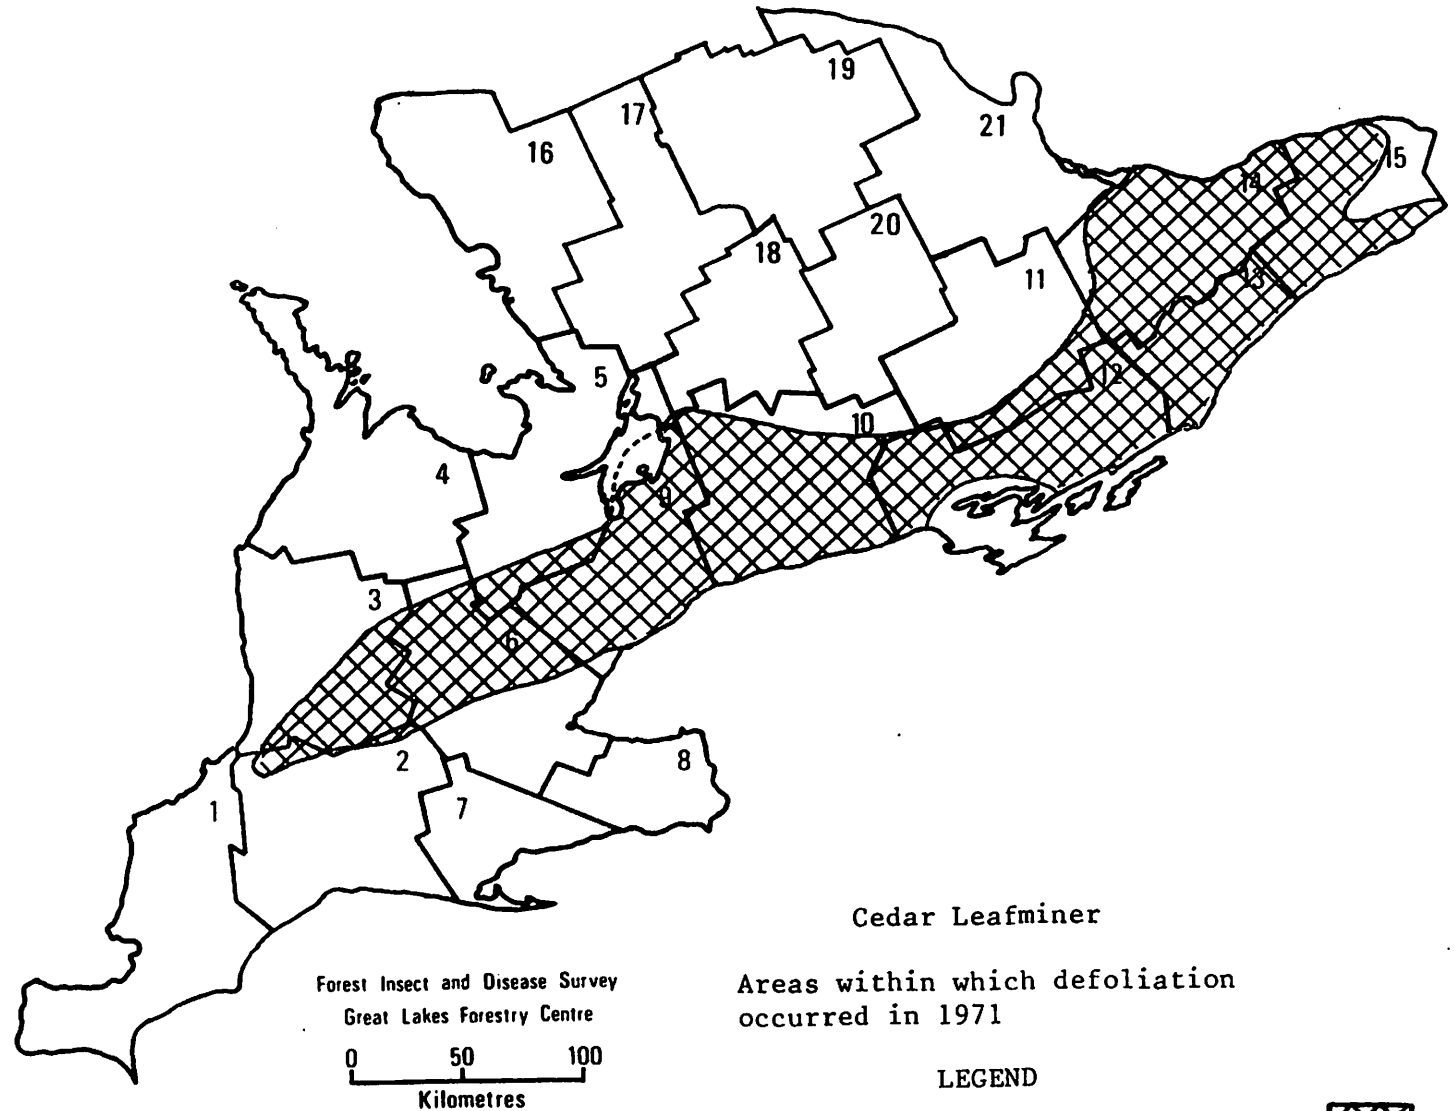 19
17
21
16
15
14
20
18
11
13
5
12
10
4
9
3
6
2
8
1
7
Cedar Leafminer
Forest Insect and Disease Survey
Great Lakes Forestry Centre
Areas within which defoliation
occurred in 1971
0 50 100
Kilometres
LEGEND